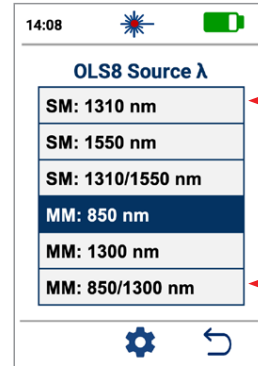 14:08
OLS8 Source λ
SM: 1310 nm
SM: 1550 nm
SM: 1310/1550 nm
MM: 850 nm
MM: 1300 nm
MM: 850/1300 nm